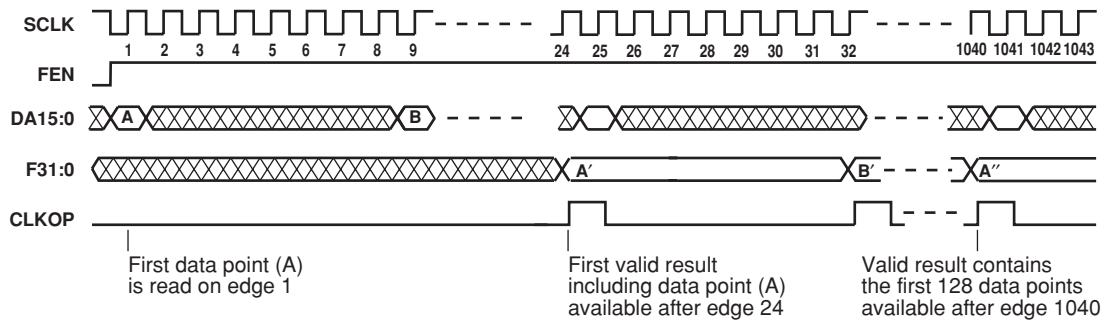 SCLK
1 2 3 4 5 6 7 8 9 24 25 26 27 28 29 30 31 32 1040 1041 1042 1043
FEN
DA15:0 A B
F31:0 A′ B′ A″
CLKOP
First data point (A)
is read on edge 1
First valid result
including data point (A)
available after edge 24
Valid result contains
the first 128 data points
available after edge 1040